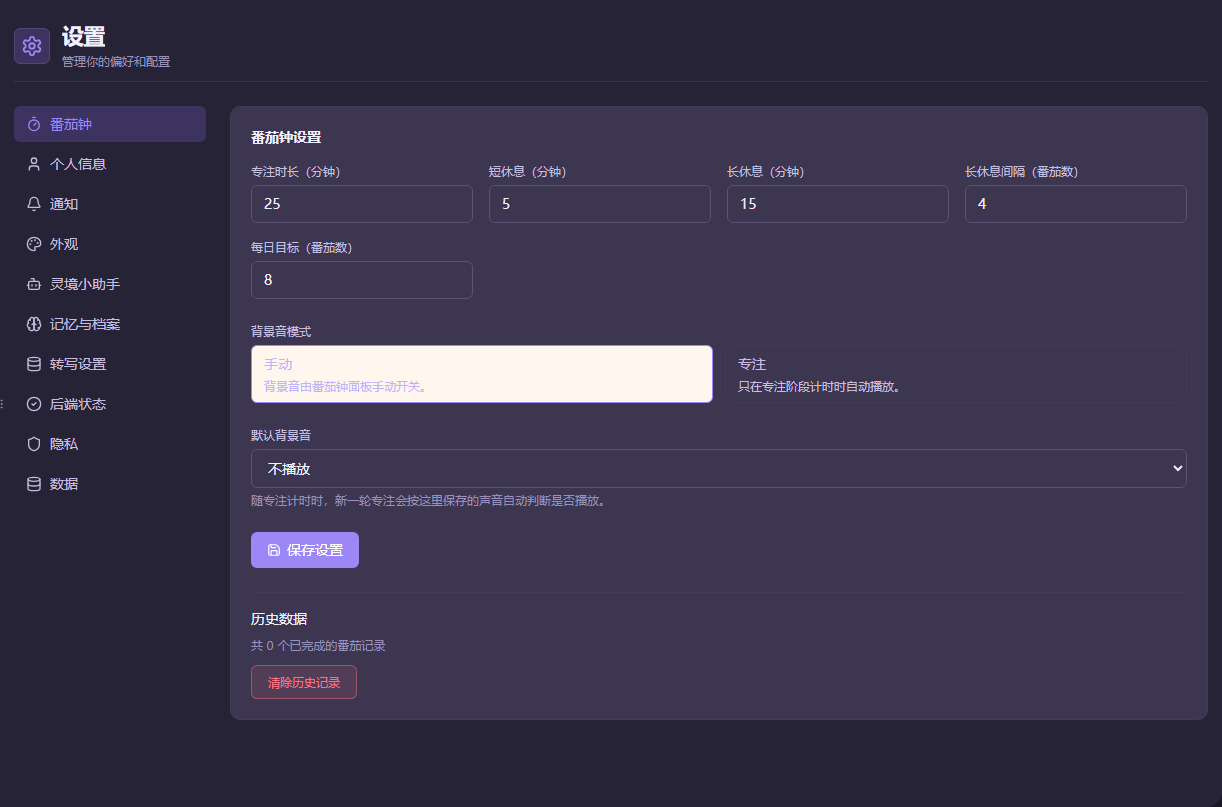 设置
管理你的偏好和配置
番茄钟
个人信息
通知
外观
灵境小助手
记忆与档案
转写设置
后端状态
隐私
数据
番茄钟设置
专注时长（分钟） 短休息（分钟） 长休息（分钟） 长休息间隔（番茄数）
25 5 15 4
每日目标（番茄数）
8
背景音模式
手动 专注
背景音由番茄钟面板手动开关。 只在专注阶段计时时自动播放。
默认背景音
不播放
随专注计时时，新一轮专注会按这里保存的声音自动判断是否播放。
保存设置
历史数据
共 0 个已完成的番茄记录
清除历史记录